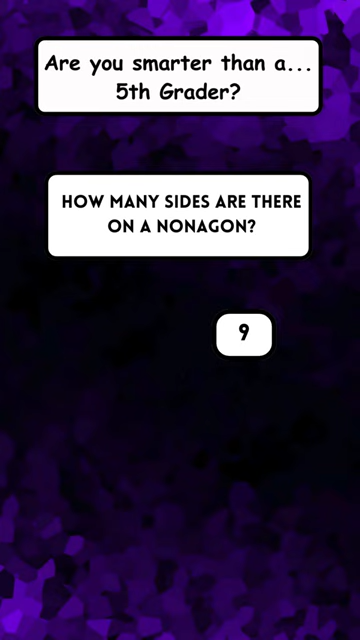 Are you smarter than a...
5th Grader?
HOW MANY SIDES ARE THERE
ON A NONAGON?
9